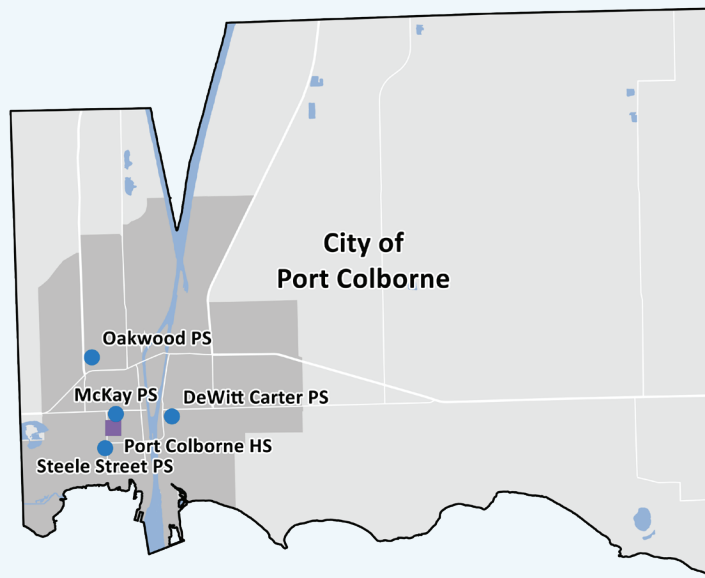 City of
Port Colborne
Oakwood PS
McKay PS
DeWitt Carter PS
Port Colborne HS
Steele Street PS